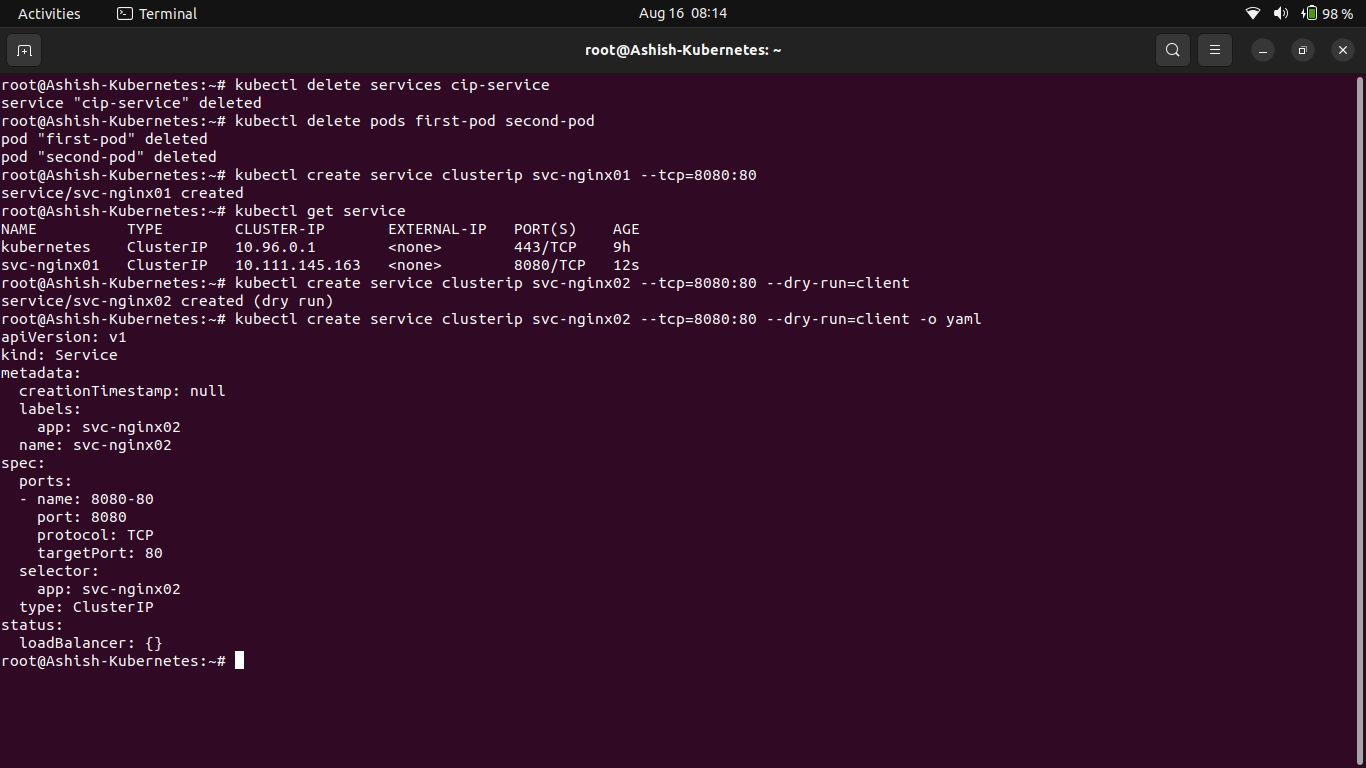 Activities Terminal Aug 16 08:14 98 %
root@Ashish-Kubernetes: ~
root@Ashish-Kubernetes:~# kubectl delete services cip-service
service "cip-service" deleted
root@Ashish-Kubernetes:~# kubectl delete pods first-pod second-pod
pod "first-pod" deleted
pod "second-pod" deleted
root@Ashish-Kubernetes:~# kubectl create service clusterip svc-nginx01 --tcp=8080:80
service/svc-nginx01 created
root@Ashish-Kubernetes:~# kubectl get service
NAME          TYPE        CLUSTER-IP       EXTERNAL-IP   PORT(S)    AGE
kubernetes    ClusterIP   10.96.0.1        <none>        443/TCP    9h
svc-nginx01   ClusterIP   10.111.145.163   <none>        8080/TCP   12s
root@Ashish-Kubernetes:~# kubectl create service clusterip svc-nginx02 --tcp=8080:80 --dry-run=client
service/svc-nginx02 created (dry run)
root@Ashish-Kubernetes:~# kubectl create service clusterip svc-nginx02 --tcp=8080:80 --dry-run=client -o yaml
apiVersion: v1
kind: Service
metadata:
  creationTimestamp: null
  labels:
    app: svc-nginx02
  name: svc-nginx02
spec:
  ports:
  - name: 8080-80
    port: 8080
    protocol: TCP
    targetPort: 80
  selector:
    app: svc-nginx02
  type: ClusterIP
status:
  loadBalancer: {}
root@Ashish-Kubernetes:~#